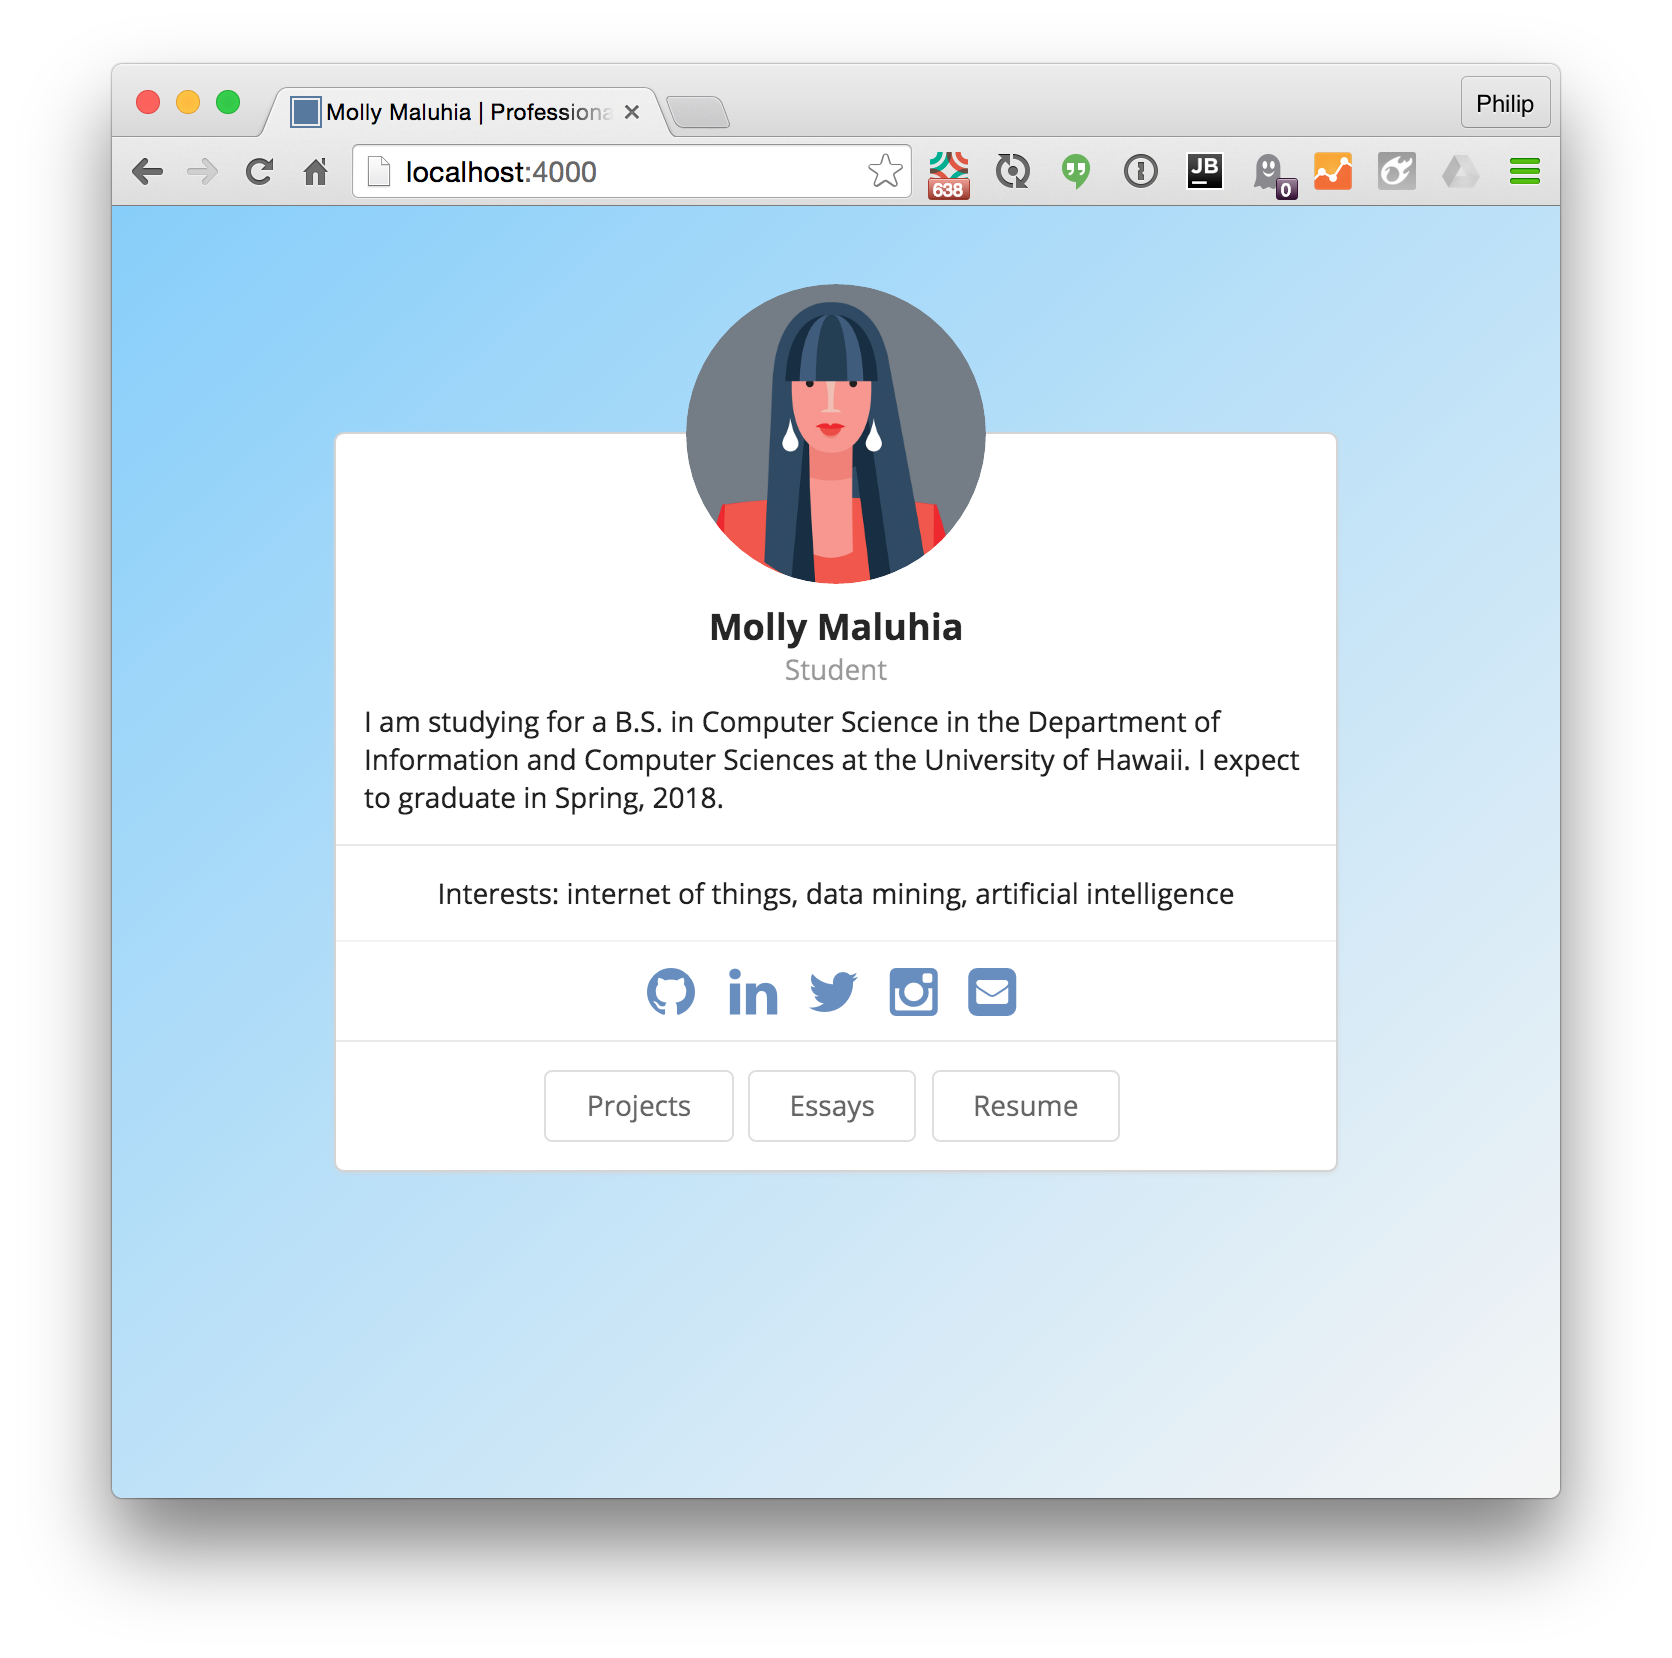 Molly Maluhia | Professiona
Philip
localhost:4000
638
JB
0
Molly Maluhia
Student
I am studying for a B.S. in Computer Science in the Department of
Information and Computer Sciences at the University of Hawaii. I expect
to graduate in Spring, 2018.
Interests: internet of things, data mining, artificial intelligence
in
Projects
Essays
Resume